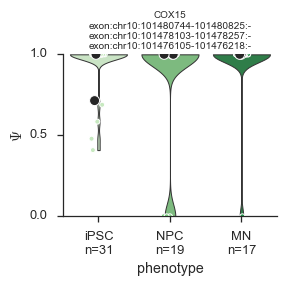 COX15
exon:chr10:101480744-101480825:-
exon:chr10:101478103-101478257:-
exon:chr10:101476105-101476218:-
1.0
0.5
0.0
Ψ
iPSC NPC MN
n=31 n=19 n=17
phenotype